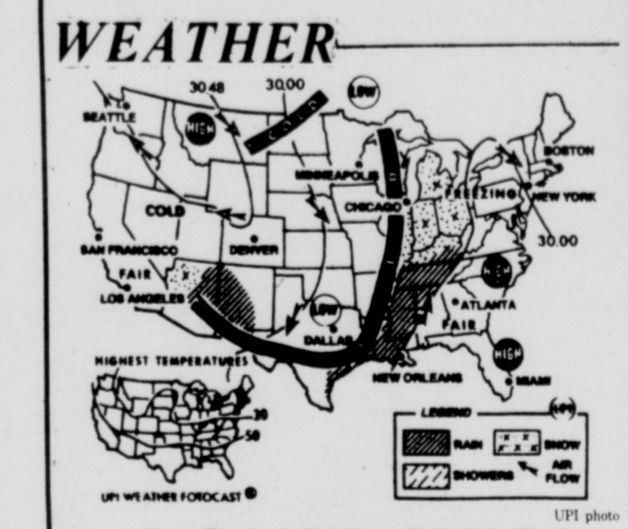 WEATHER
30.48 30.00 LOW
SEATTLE
HIGH
COLD
BOSTON
MINNEAPOLIS
FREEZING
CHICAGO
NEW YORK
COLD
30.00
SAN FRANCISCO
DENVER
HIGH
FAIR
LOS ANGELES
LOW
ATLANTA
FAIR
DALLAS
HIGH
HIGHEST TEMPERATURES
NEW ORLEANS
MIAMI
LEGEND
30
50
RAIN
SNOW
SHOWERS
AIR
FLOW
UPI WEATHER FOTOCAST ®
UPI photo